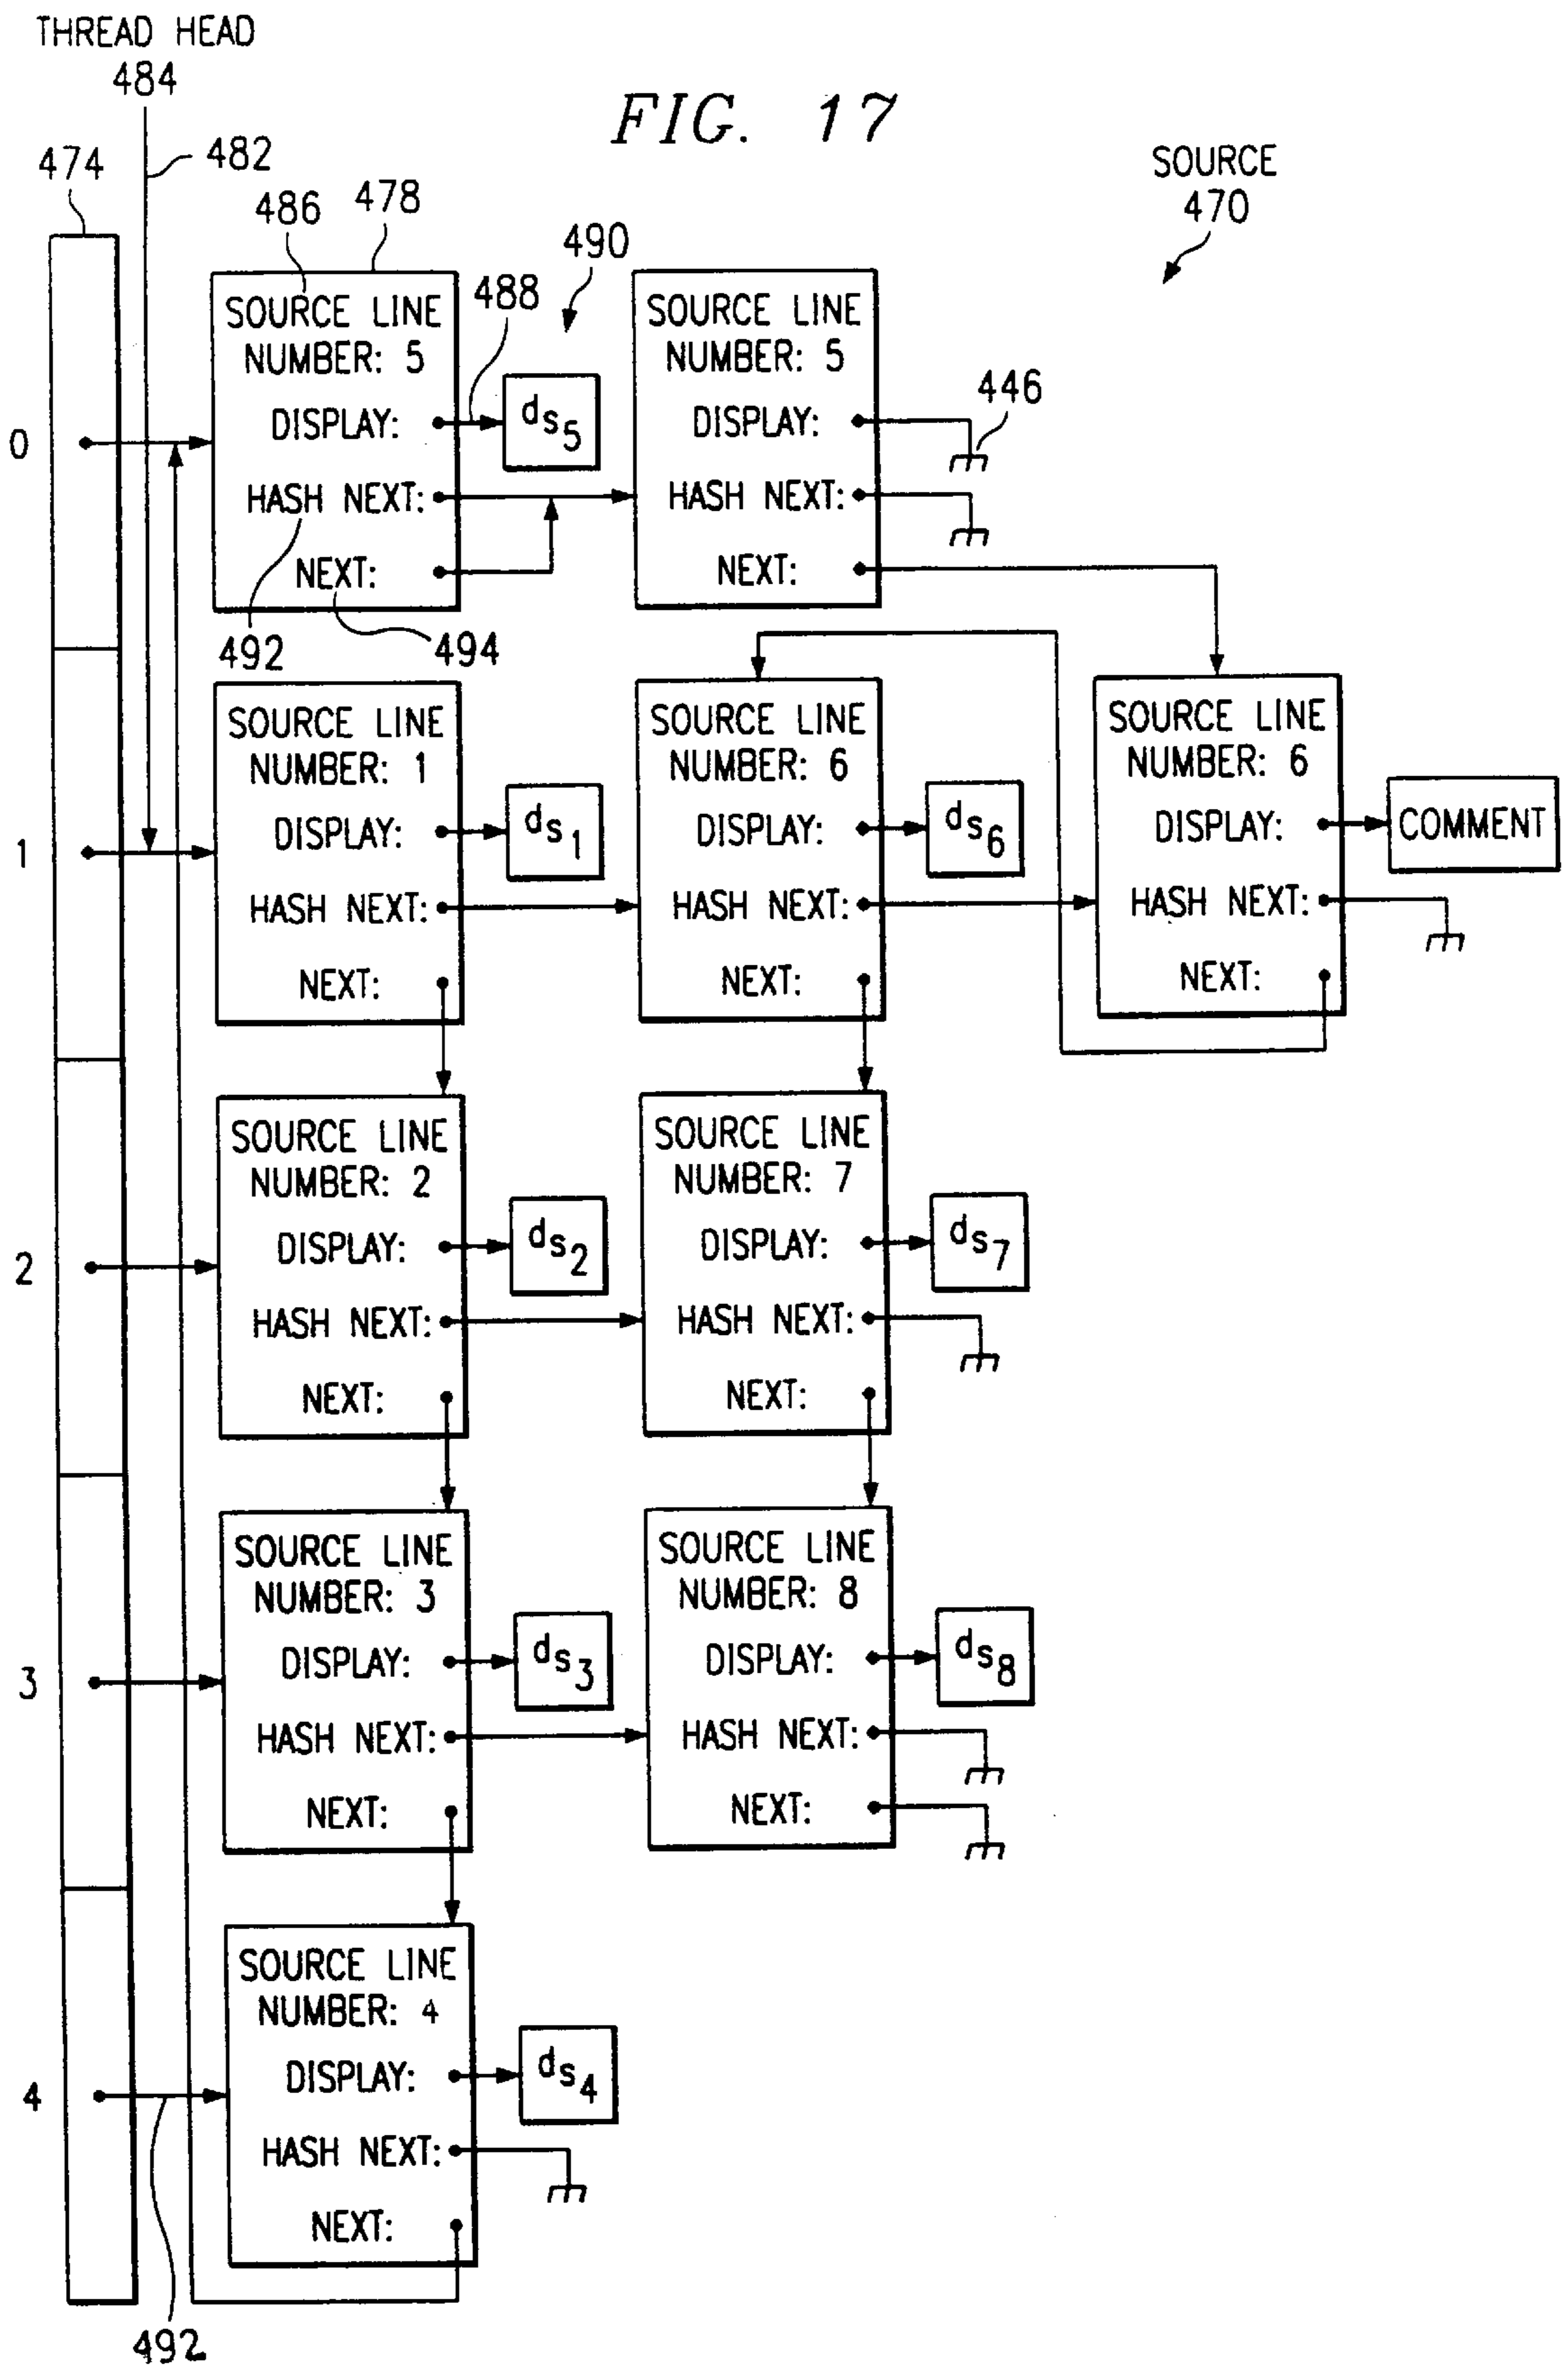 THREAD HEAD
484
FIG. 17
474
482
SOURCE
470
486
478
490
488
SOURCE LINE
NUMBER: 5
DISPLAY:
HASH NEXT:
NEXT:
ds5
SOURCE LINE
NUMBER: 5
DISPLAY:
HASH NEXT:
NEXT:
446
0
492
494
1
SOURCE LINE
NUMBER: 1
DISPLAY:
HASH NEXT:
NEXT:
ds1
SOURCE LINE
NUMBER: 6
DISPLAY:
HASH NEXT:
NEXT:
ds6
SOURCE LINE
NUMBER: 6
DISPLAY:
HASH NEXT:
NEXT:
COMMENT
2
SOURCE LINE
NUMBER: 2
DISPLAY:
HASH NEXT:
NEXT:
ds2
SOURCE LINE
NUMBER: 7
DISPLAY:
HASH NEXT:
NEXT:
ds7
3
SOURCE LINE
NUMBER: 3
DISPLAY:
HASH NEXT:
NEXT:
ds3
SOURCE LINE
NUMBER: 8
DISPLAY:
HASH NEXT:
NEXT:
ds8
4
SOURCE LINE
NUMBER: 4
DISPLAY:
HASH NEXT:
NEXT:
ds4
492